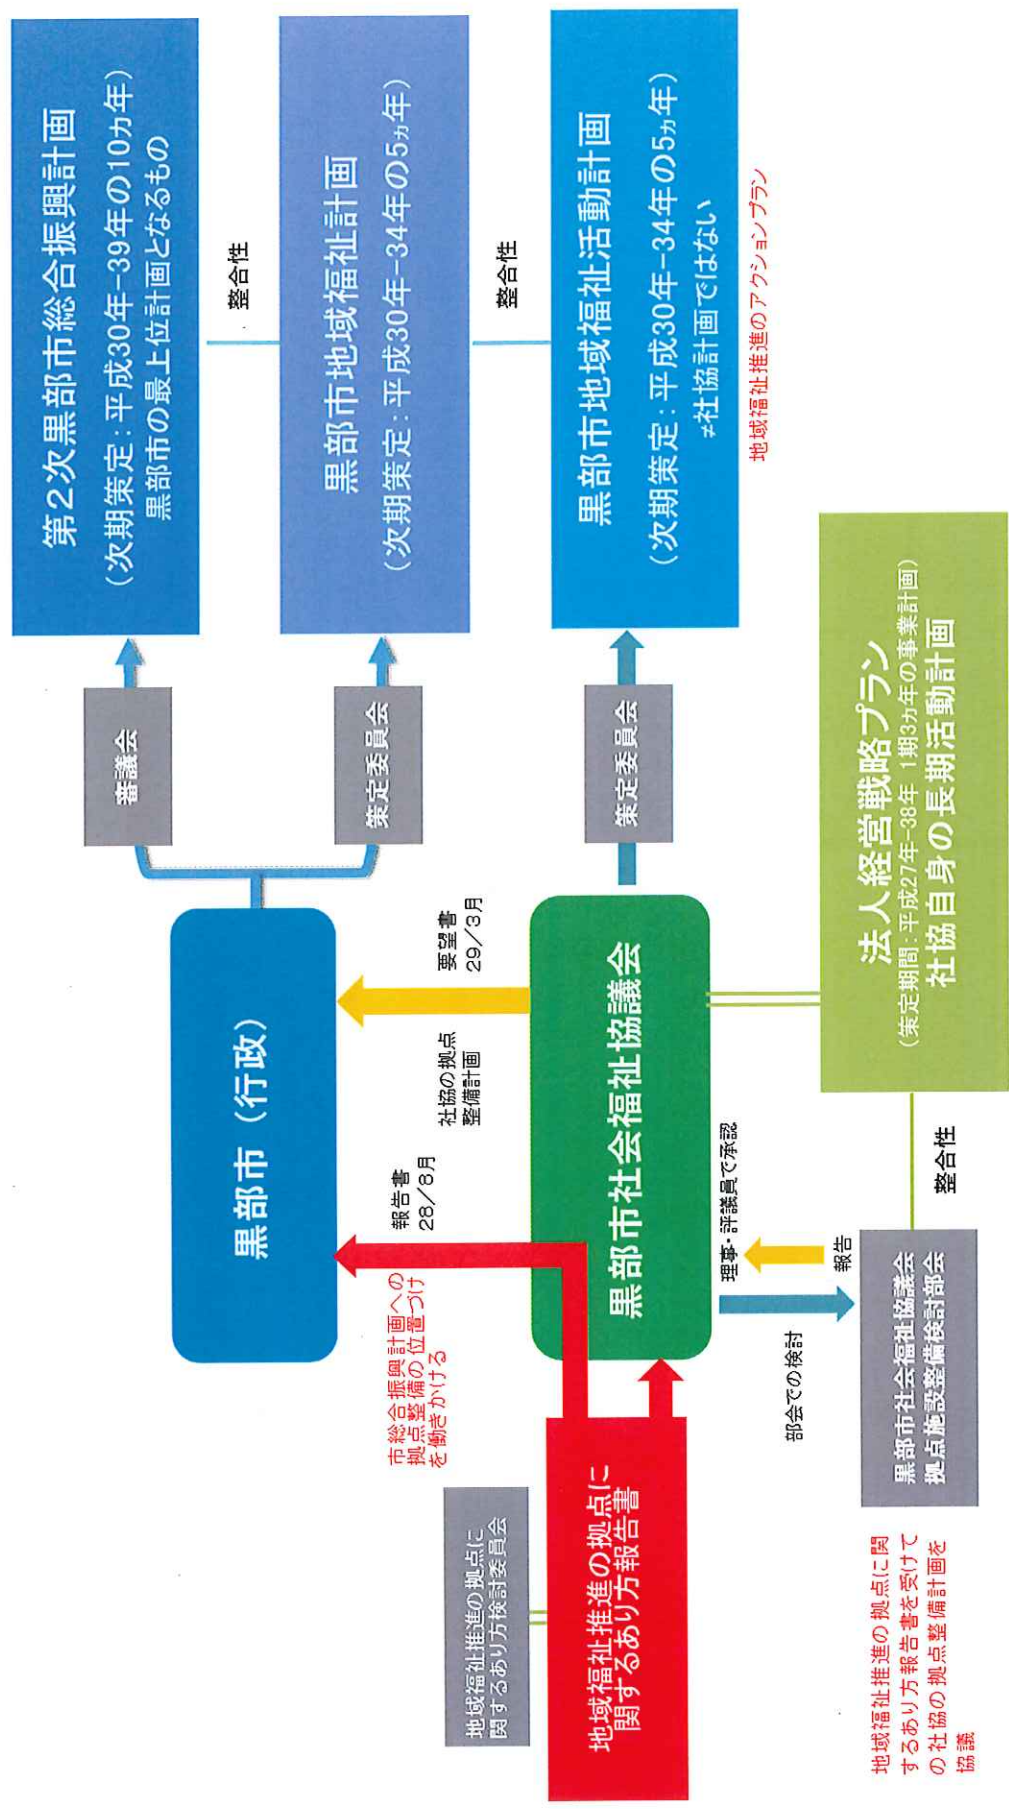 第2次黒部市総合振興計画
(次期策定:平成30年-39年の10ヵ年)
黒部市の最上位計画となるもの
整合性
黒部市地域福祉計画
(次期策定:平成30年-34年の5ヵ年)
整合性
黒部市地域福祉活動計画
(次期策定:平成30年-34年の5ヵ年)
≠社協計画ではない
地域福祉推進のアクションプラン
審議会
策定委員会
策定委員会
黒部市(行政)
報告書
28/8月
市総合振興計画への
拠点整備の位置づけ
を働きかける
社協の拠点
整備計画
要望書
29/3月
黒部市社会福祉協議会
地域福祉推進の拠点に
関するあり方検討委員会
地域福祉推進の拠点に
関するあり方報告書
部会での検討
理事・評議員で承認
報告
黒部市社会福祉協議会
拠点施設整備検討部会
整合性
法人経営戦略プラン
(策定期間:平成27年-38年 1期3ヵ年の事業計画)
社協自身の長期活動計画
地域福祉推進の拠点に関
するあり方報告書を受けて
の社協の拠点整備計画を
協議